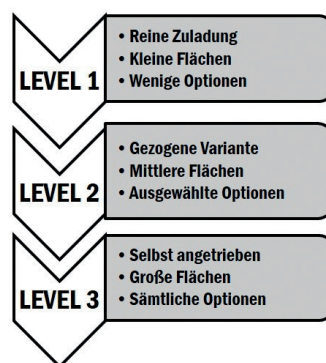 LEVEL 1
• Reine Zuladung
• Kleine Flächen
• Wenige Optionen
LEVEL 2
• Gezogene Variante
• Mittlere Flächen
• Ausgewählte Optionen
LEVEL 3
• Selbst angetrieben
• Große Flächen
• Sämtliche Optionen